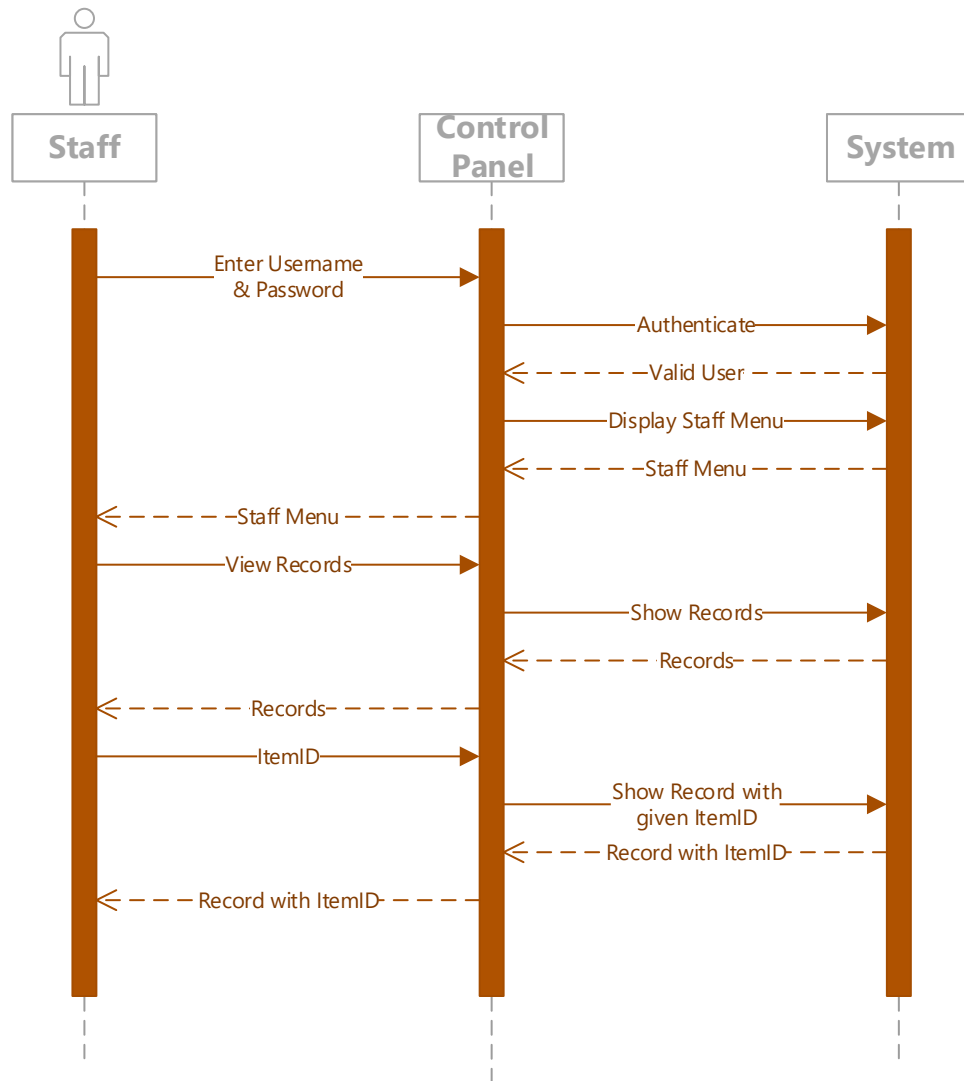 Staff
Control
Panel
System
Enter Username
& Password
Authenticate
Valid User
Display Staff Menu
Staff Menu
Staff Menu
View Records
Show Records
Records
Records
ItemID
Show Record with
given ItemID
Record with ItemID
Record with ItemID